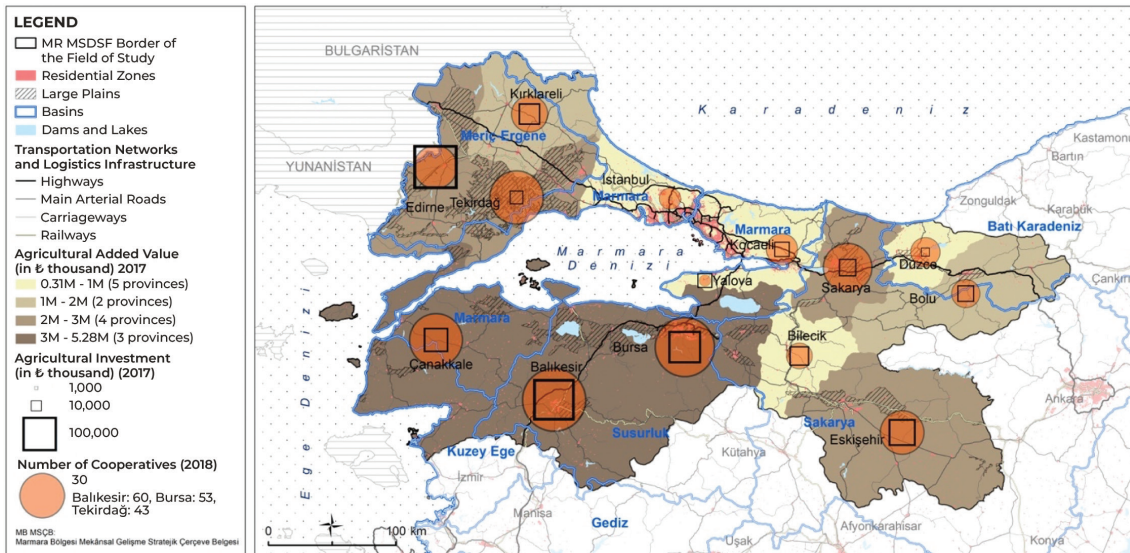 LEGEND
MR MSDSF Border of
the Field of Study
Residential Zones
Large Plains
Basins
Dams and Lakes
Transportation Networks
and Logistics Infrastructure
Highways
Main Arterial Roads
Carriageways
Railways
Agricultural Added Value
(in ₺ thousand) 2017
0.31M - 1M (5 provinces)
1M - 2M (2 provinces)
2M - 3M (4 provinces)
3M - 5.28M (3 provinces)
Agricultural Investment
(in ₺ thousand) (2017)
1,000
10,000
100,000
Number of Cooperatives (2018)
30
Balıkesir: 60, Bursa: 53,
Tekirdağ: 43
MB MSÇB:
Marmara Bölgesi Mekânsal Gelişme Stratejik Çerçeve Belgesi
BULGARİSTAN
YUNANİSTAN
Karadeniz
Kırklareli
Meriç Ergene
Edirne
Tekirdağ
İstanbul
Marmara
Marmara
Kocaeli
Marmara
Denizi
Yalova
Sakarya
Düzce
Bolu
Batı Karadeniz
Zonguldak
Bartın
Kastamonu
Karabük
Çankırı
Ege Denizi
Marmara
Çanakkale
Balıkesir
Bursa
Bilecik
Susurluk
Sakarya
Eskişehir
Ankara
Kuzey Ege
İzmir
Manisa
Kütahya
Gediz
Uşak
Afyonkarahisar
Konya
0
100 km